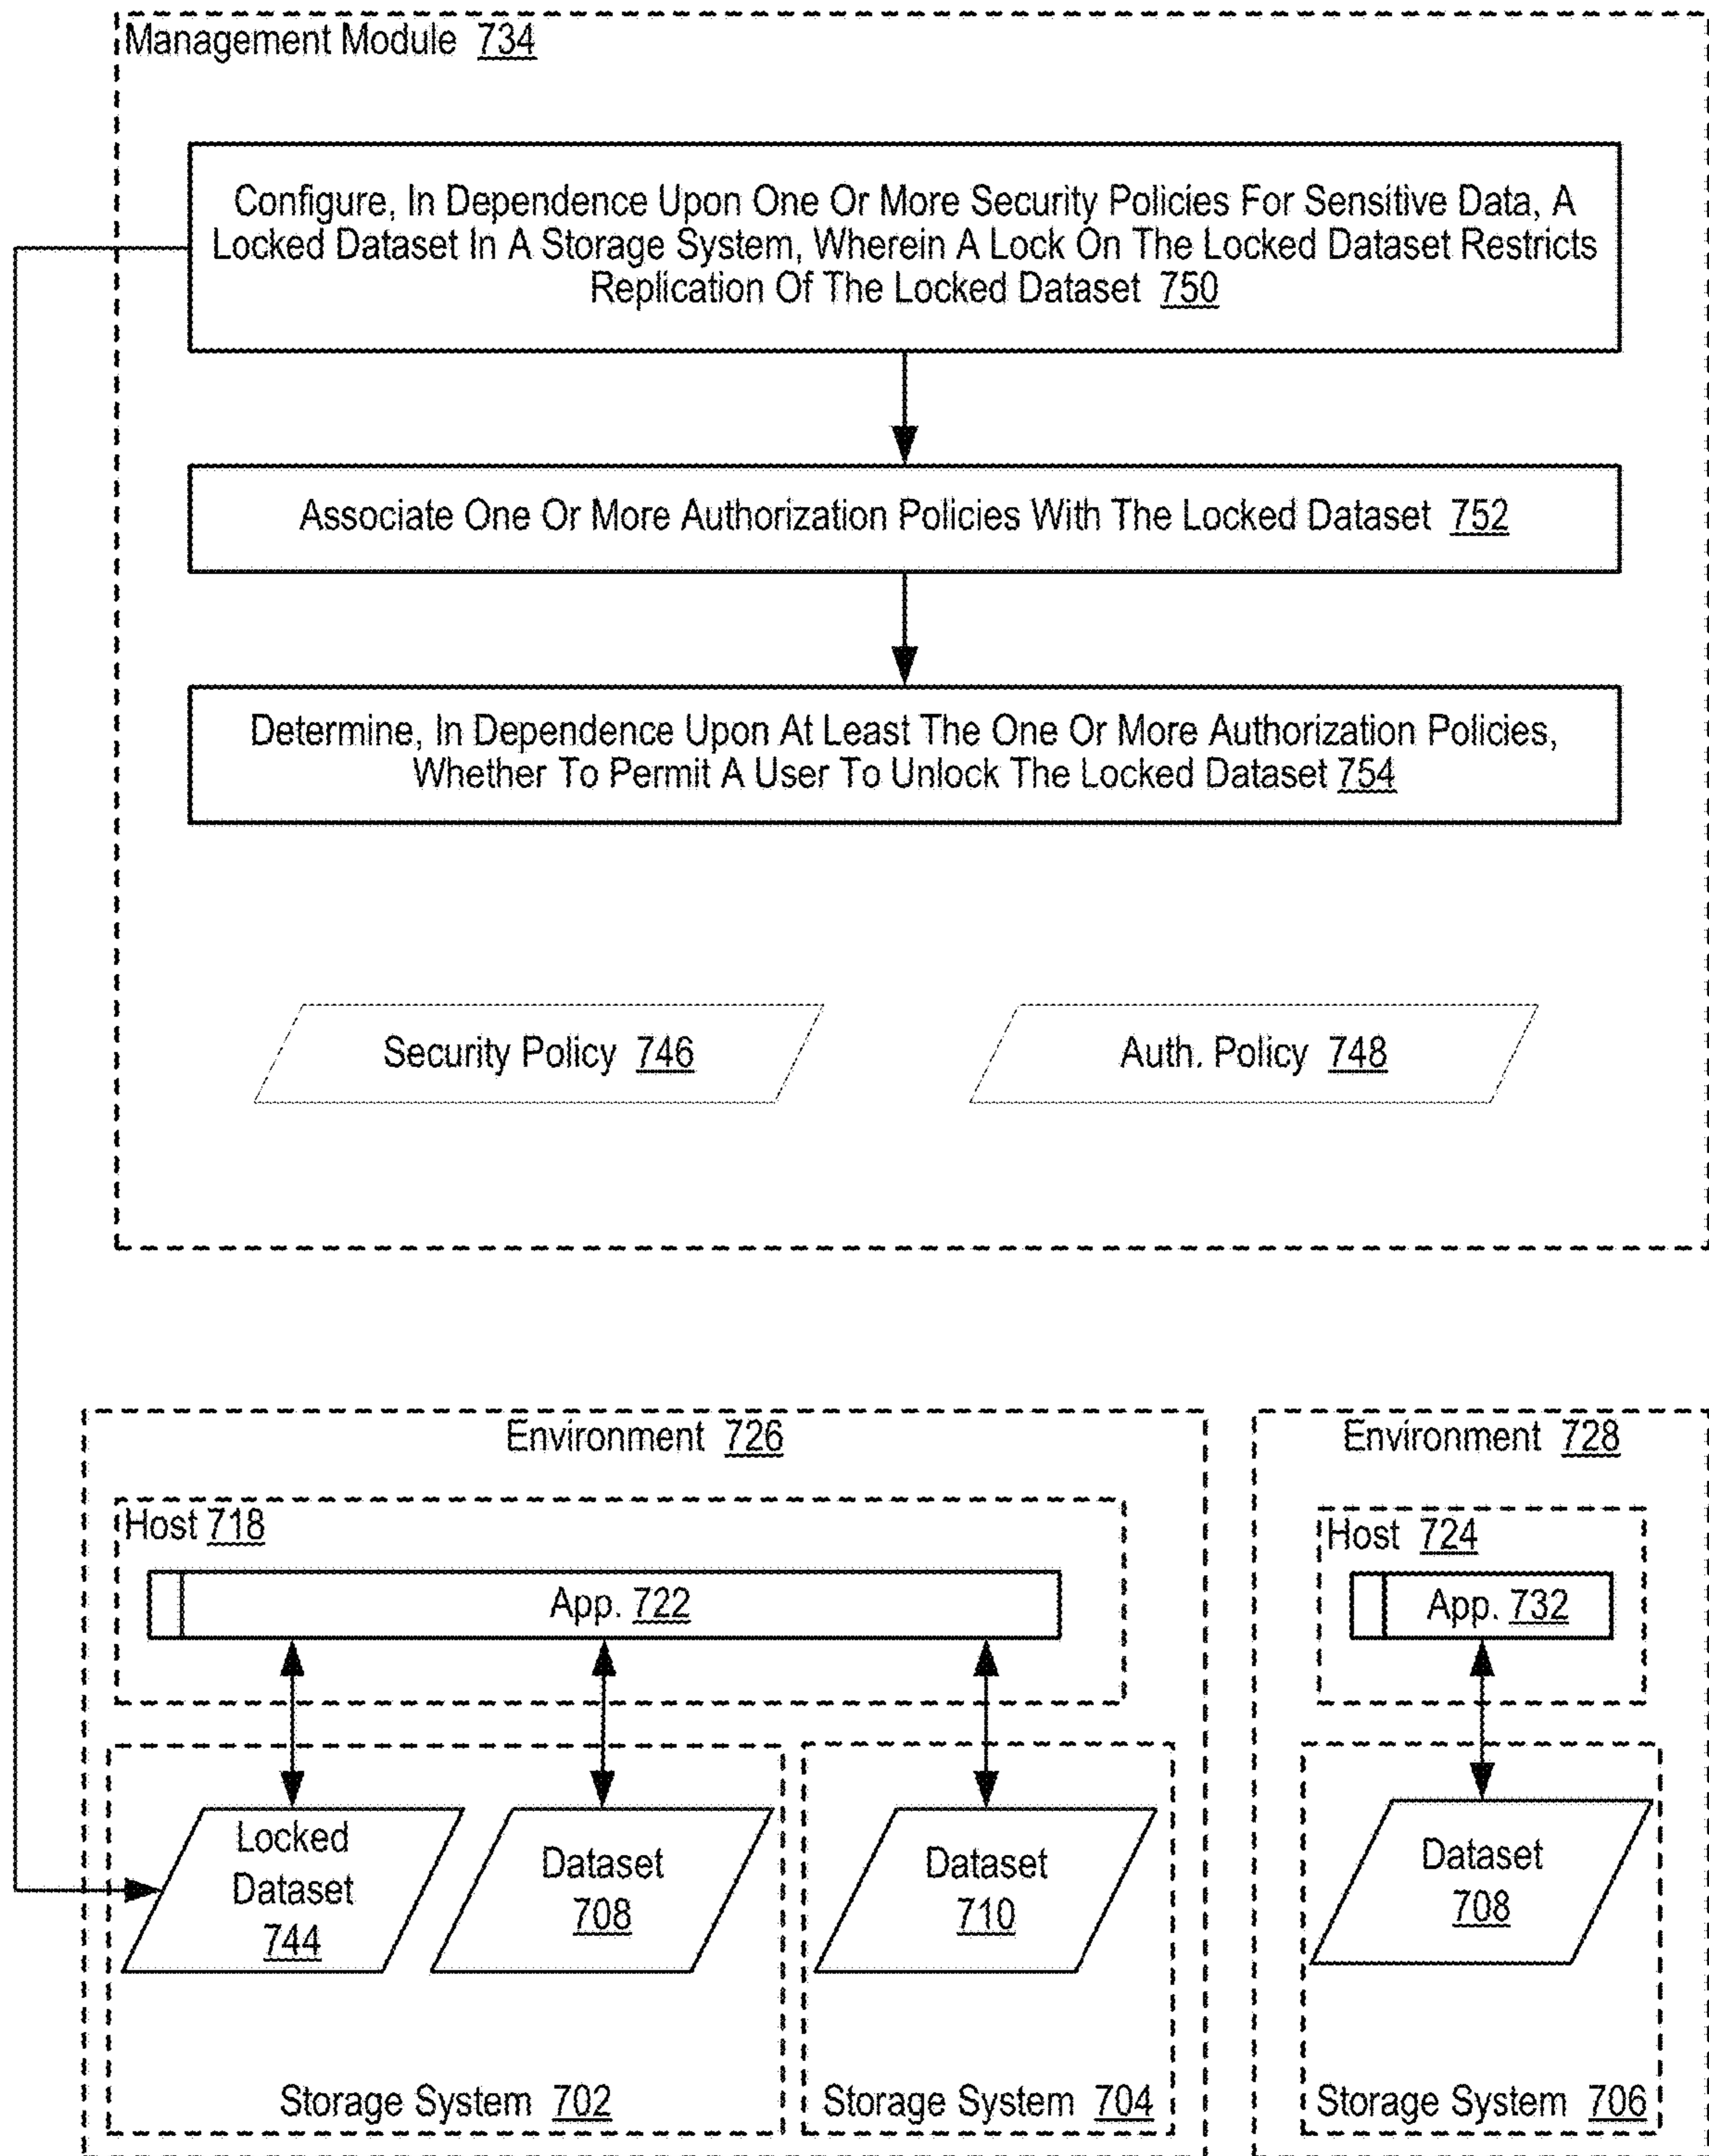 Management Module 734
Configure, In Dependence Upon One Or More Security Policies For Sensitive Data, A
Locked Dataset In A Storage System, Wherein A Lock On The Locked Dataset Restricts
Replication Of The Locked Dataset 750
Associate One Or More Authorization Policies With The Locked Dataset 752
Determine, In Dependence Upon At Least The One Or More Authorization Policies,
Whether To Permit A User To Unlock The Locked Dataset 754
Security Policy 746
Auth. Policy 748
Environment 726
Host 718
App. 722
Locked
Dataset
744
Dataset
708
Storage System 702
Dataset
710
Storage System 704
Environment 728
Host 724
App. 732
Dataset
708
Storage System 706